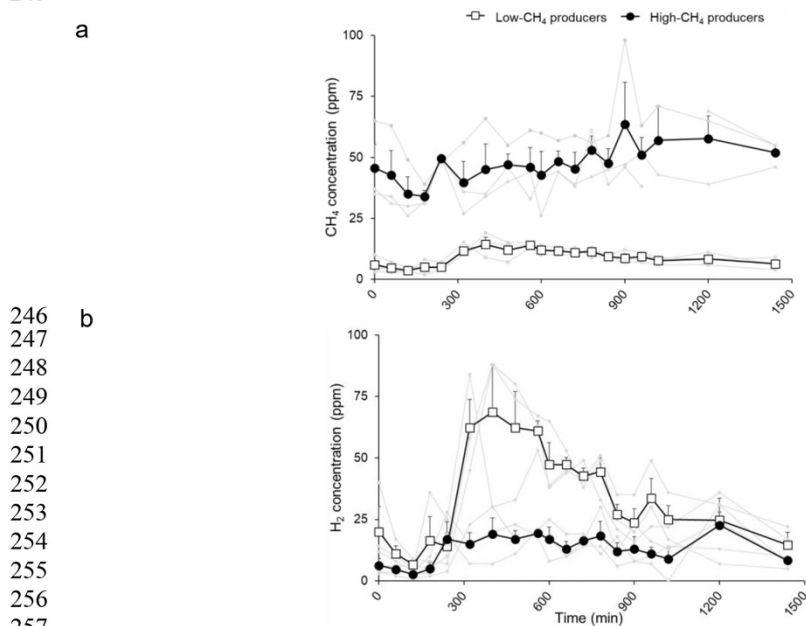 a
Low-CH₄ producers High-CH₄ producers
100
75
50
25
0
CH₄ concentration (ppm)
0 300 600 900 1200 1500
246
b
247
248
249
250
251
252
253
254
255
256
100
75
50
25
0
H₂ concentration (ppm)
0 300 600 900 1200 1500
Time (min)